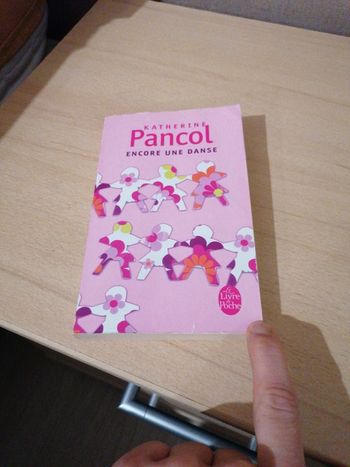 KATHERINE
Pancol
ENCORE UNE DANSE
Le
Livre
de
Poche